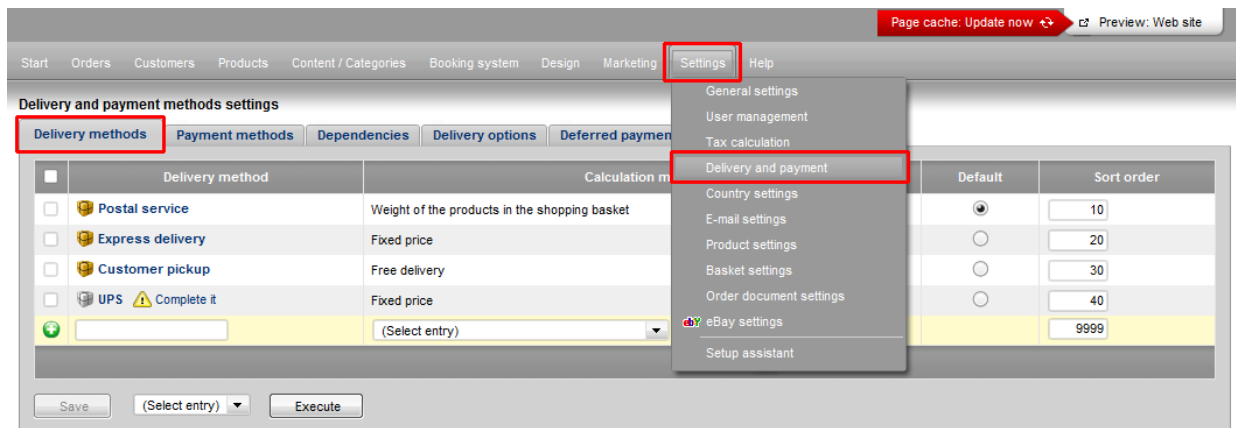 Page cache: Update now Preview: Web site
Start Orders Customers Products Content / Categories Booking system Design Marketing Settings Help
General settings
User management
Tax calculation
Delivery and payment
Country settings
E-mail settings
Product settings
Basket settings
Order document settings
eBay settings
Setup assistant
Delivery and payment methods settings
Delivery methods Payment methods Dependencies Delivery options Deferred paymen
Delivery method Calculation m Default Sort order
Postal service Weight of the products in the shopping basket 10
Express delivery Fixed price 20
Customer pickup Free delivery 30
UPS Complete it Fixed price 40
(Select entry) 9999
Save (Select entry) Execute